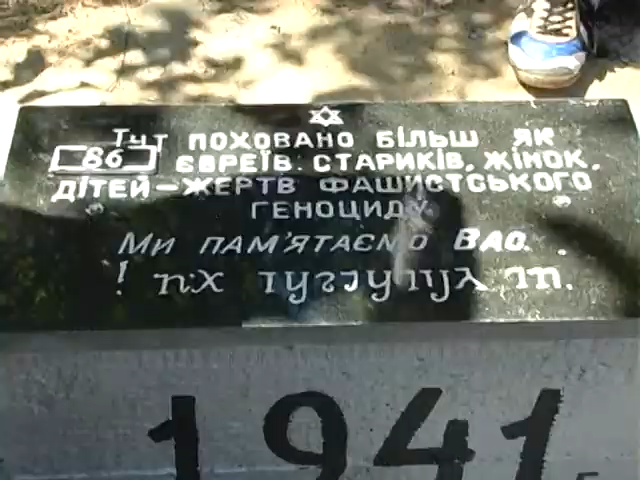 Тут ПОХОВАНО БІЛЬШ ЯК
86 ЄВРЕЇВ: СТАРИКІВ, ЖІНОК,
ДІТЕЙ – ЖЕРТВ ФАШИСТСЬКОГО
ГЕНОЦИДУ.
МИ ПАМ'ЯТАЄМО ВАС.
1941